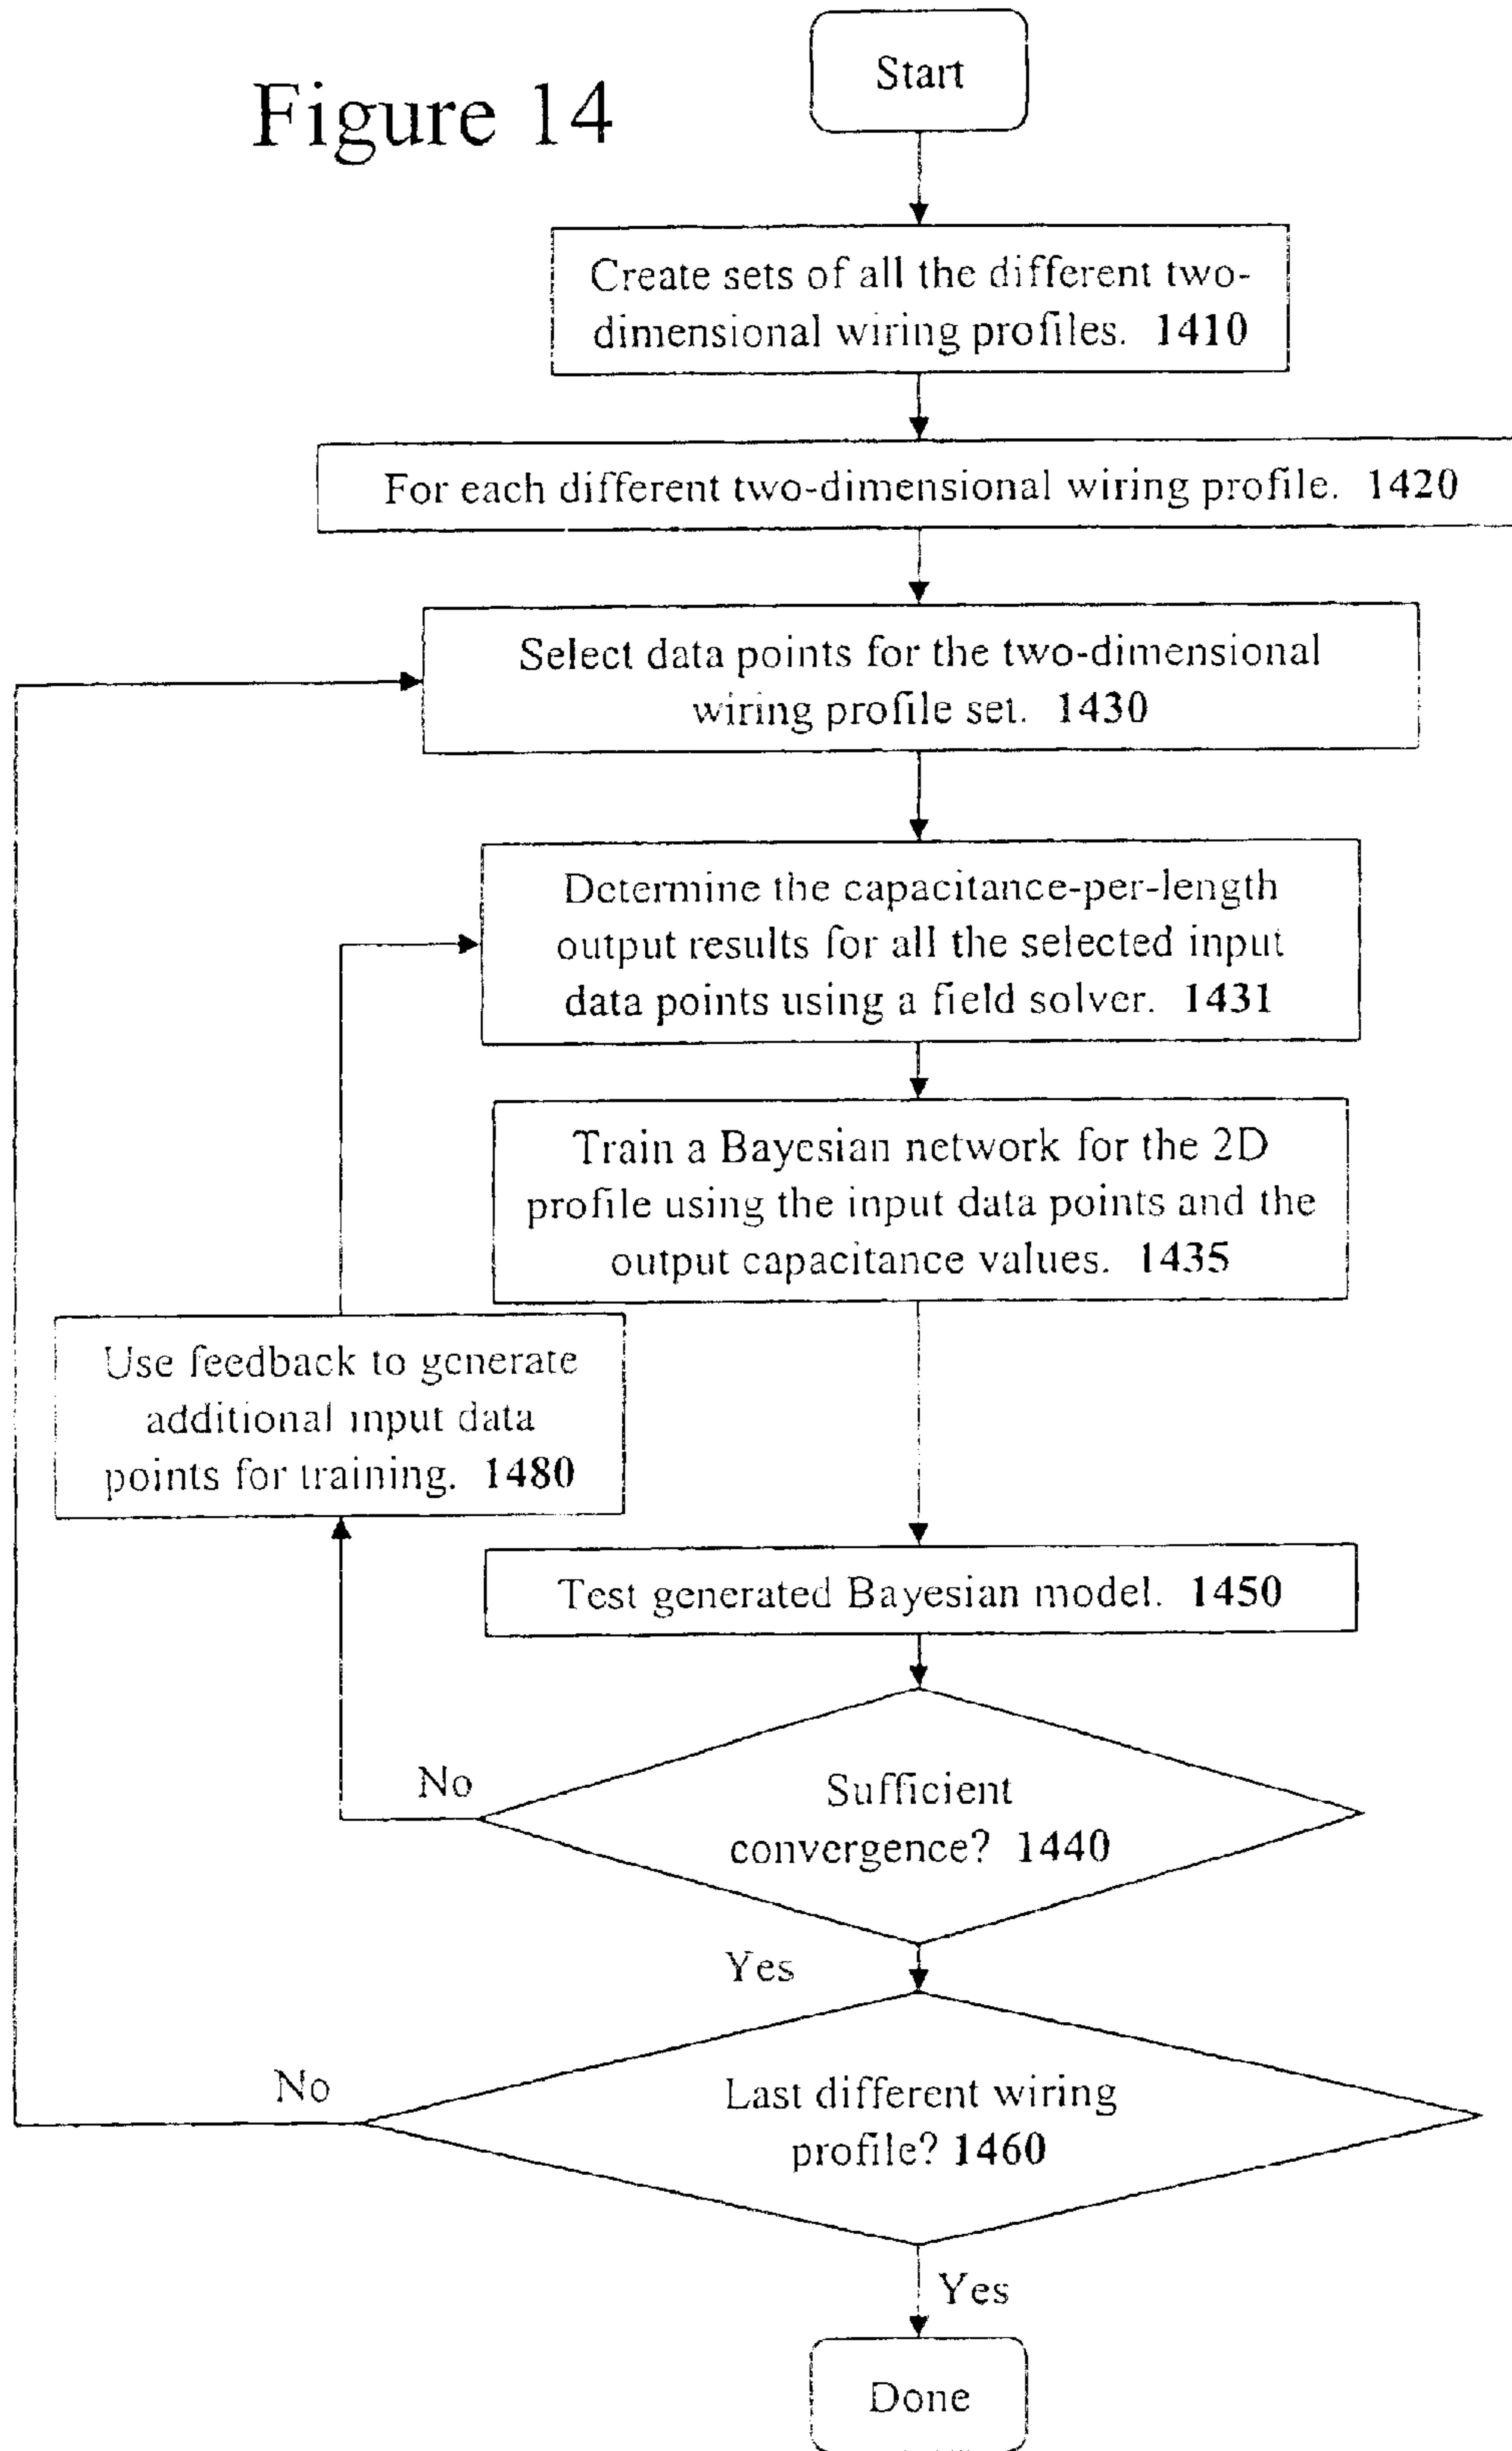 Figure 14
Start
Create sets of all the different two-
dimensional wiring profiles. 1410
For each different two-dimensional wiring profile. 1420
Select data points for the two-dimensional
wiring profile set. 1430
Determine the capacitance-per-length
output results for all the selected input
data points using a field solver. 1431
Train a Bayesian network for the 2D
profile using the input data points and the
output capacitance values. 1435
Use feedback to generate
additional input data
points for training. 1480
Test generated Bayesian model. 1450
No
Sufficient
convergence? 1440
Yes
No
Last different wiring
profile? 1460
Yes
Done